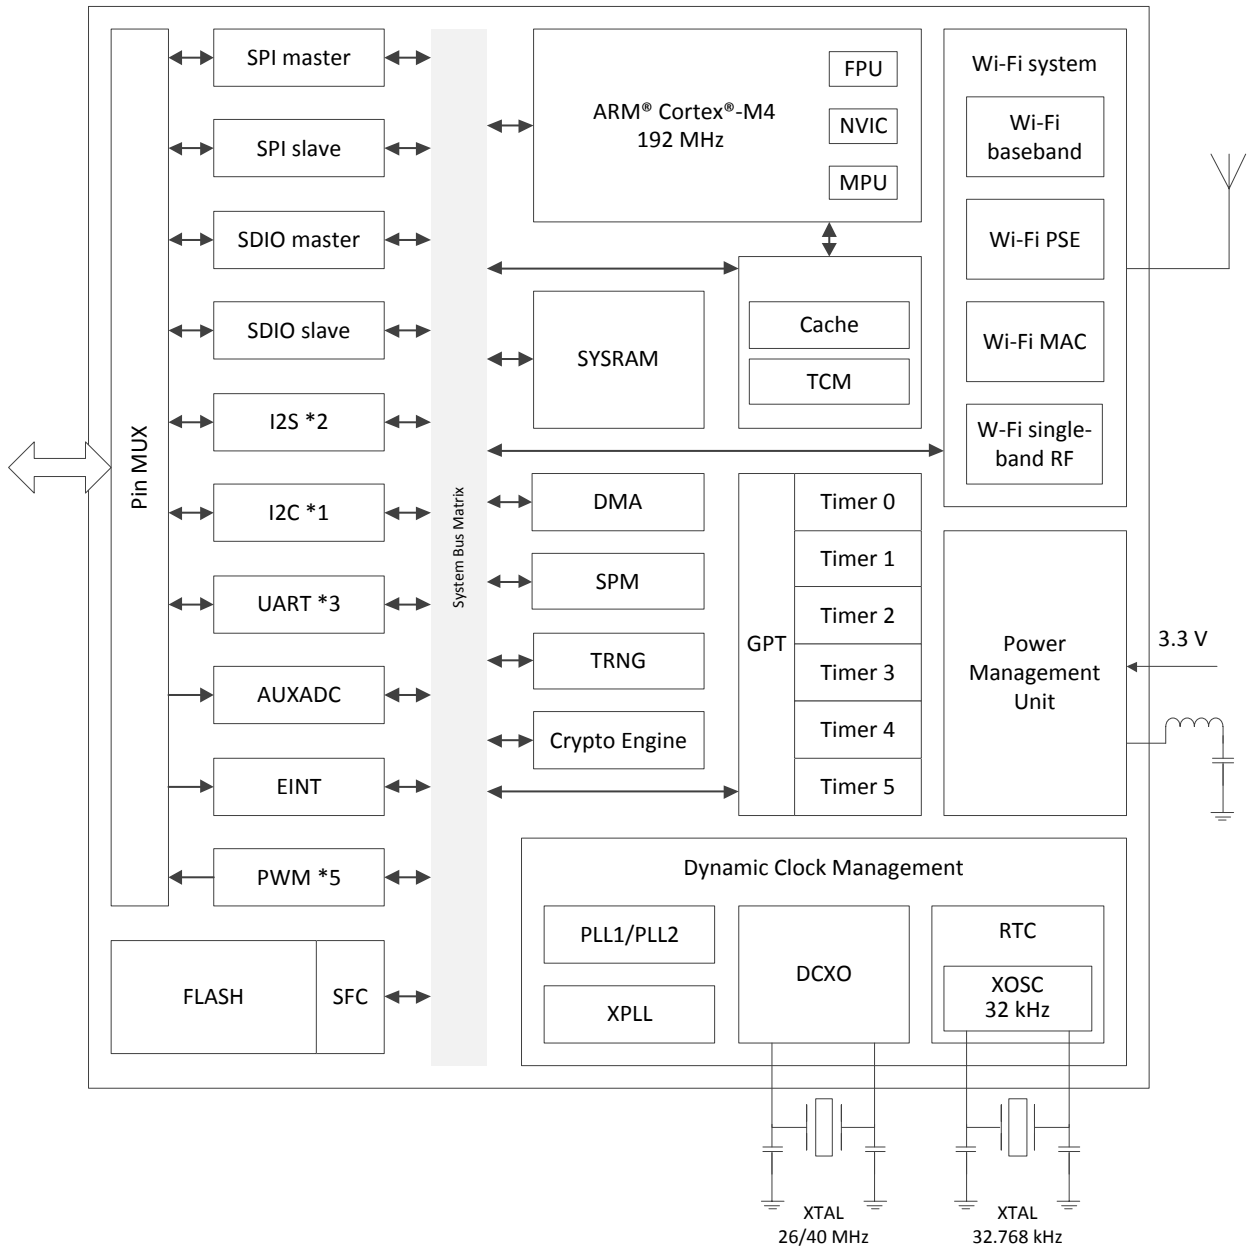 Pin MUX
SPI master
SPI slave
SDIO master
SDIO slave
I2S *2
I2C *1
UART *3
AUXADC
EINT
PWM *5
FLASH
SFC
System Bus Matrix
ARM® Cortex®-M4
192 MHz
FPU
NVIC
MPU
Cache
TCM
SYSRAM
DMA
SPM
TRNG
Crypto Engine
GPT
Timer 0
Timer 1
Timer 2
Timer 3
Timer 4
Timer 5
Wi-Fi system
Wi-Fi
baseband
Wi-Fi PSE
Wi-Fi MAC
W-Fi single-
band RF
Power
Management
Unit
3.3 V
Dynamic Clock Management
PLL1/PLL2
XPLL
DCXO
RTC
XOSC
32 kHz
XTAL
26/40 MHz
XTAL
32.768 kHz